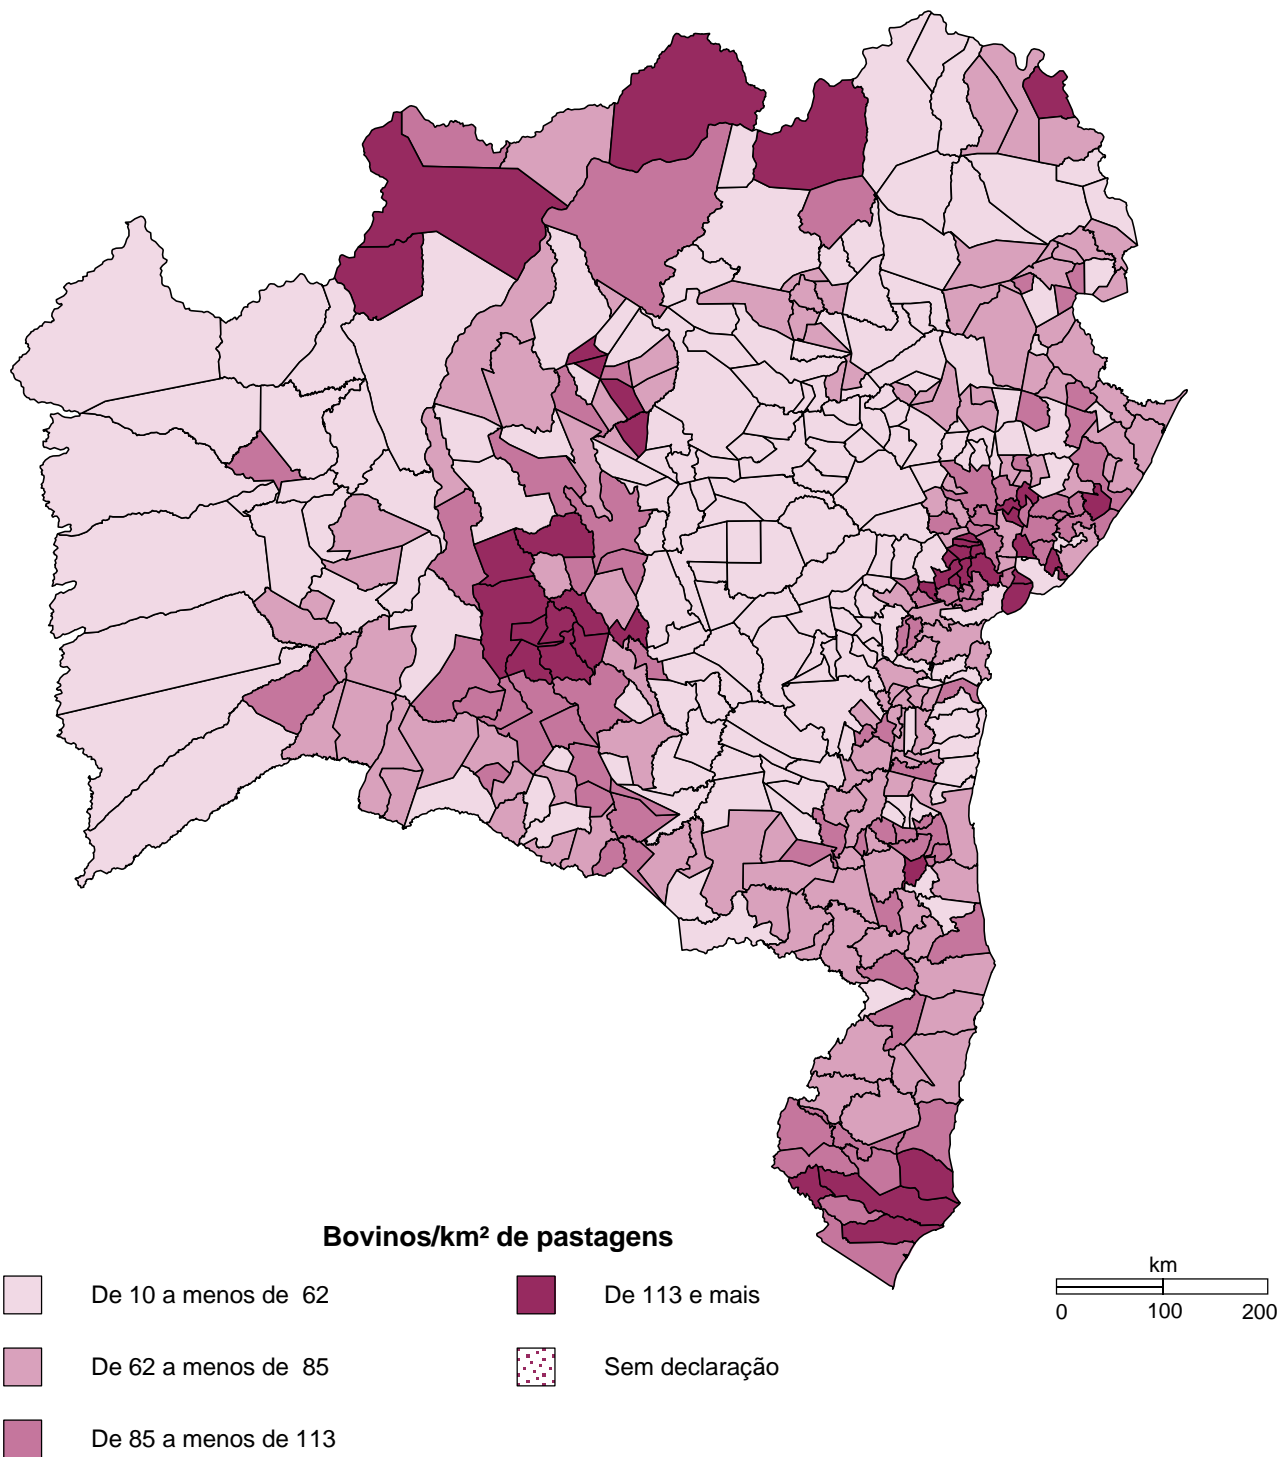 Bovinos/km² de pastagens
De 10 a menos de 62
De 62 a menos de 85
De 85 a menos de 113
De 113 e mais
Sem declaração
km
0 100 200